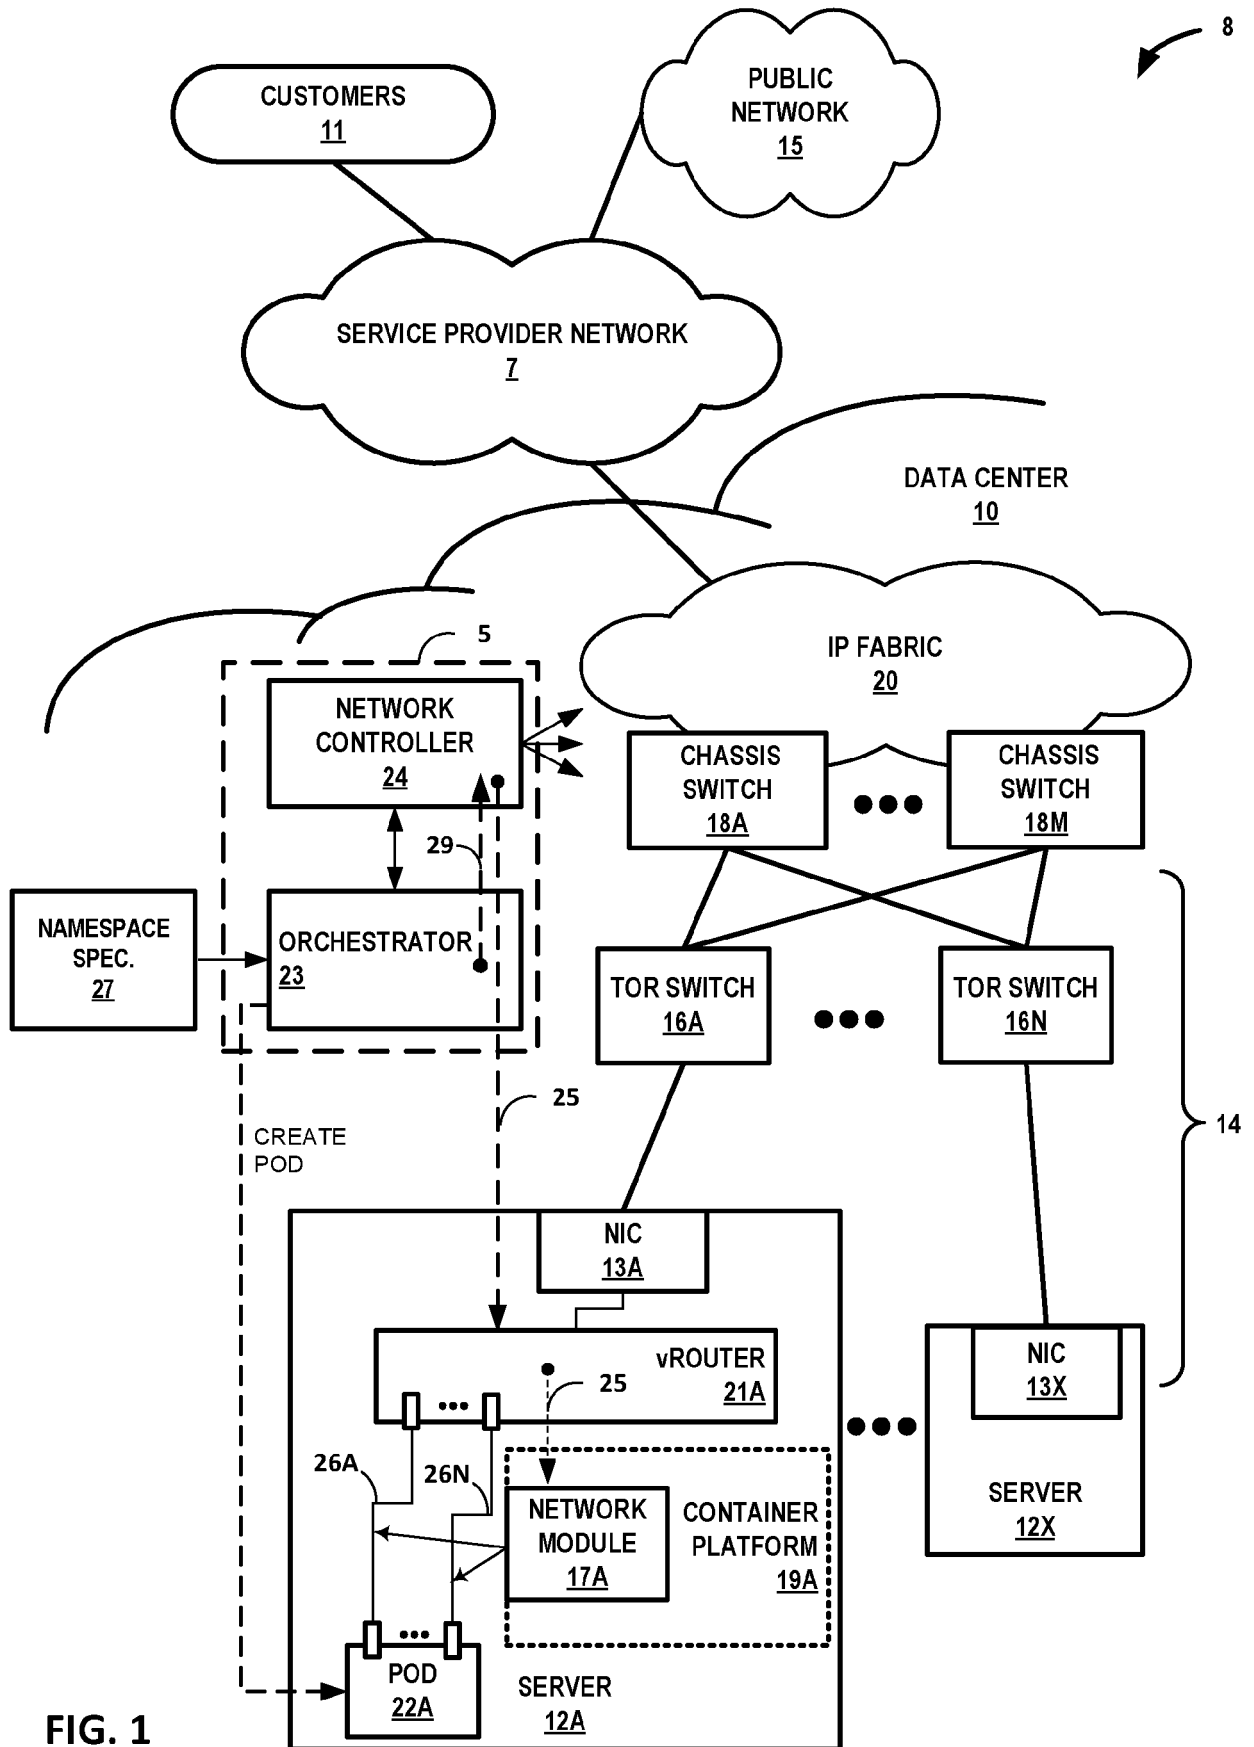 8
CUSTOMERS
11
PUBLIC
NETWORK
15
SERVICE PROVIDER NETWORK
7
DATA CENTER
10
5
IP FABRIC
20
NETWORK
CONTROLLER
24
CHASSIS
SWITCH
18A
CHASSIS
SWITCH
18M
29
NAMESPACE
SPEC.
27
ORCHESTRATOR
23
TOR SWITCH
16A
TOR SWITCH
16N
25
14
CREATE
POD
NIC
13A
vROUTER
21A
25
NIC
13X
26A
26N
NETWORK
MODULE
17A
CONTAINER
PLATFORM
19A
SERVER
12X
POD
22A
SERVER
12A
FIG. 1